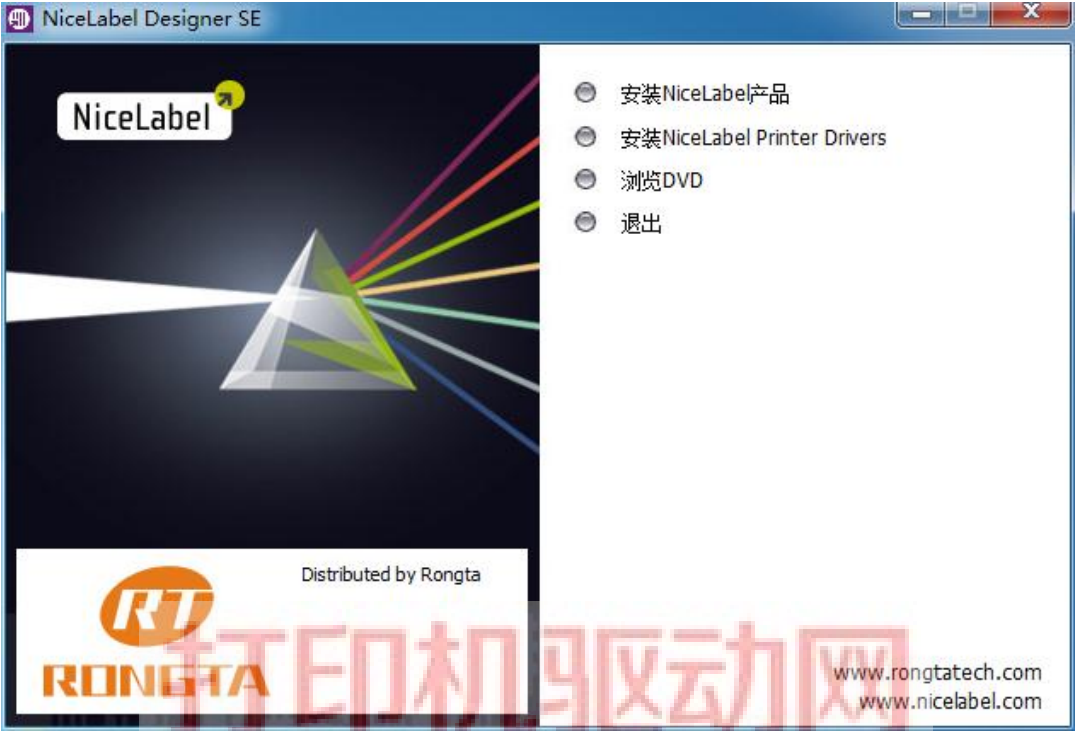 NiceLabel Designer SE
NiceLabel
安装NiceLabel产品
安装NiceLabel Printer Drivers
浏览DVD
退出
Distributed by Rongta
RT
RONGTA
打印机驱动网
www.rongtatech.com
www.nicelabel.com